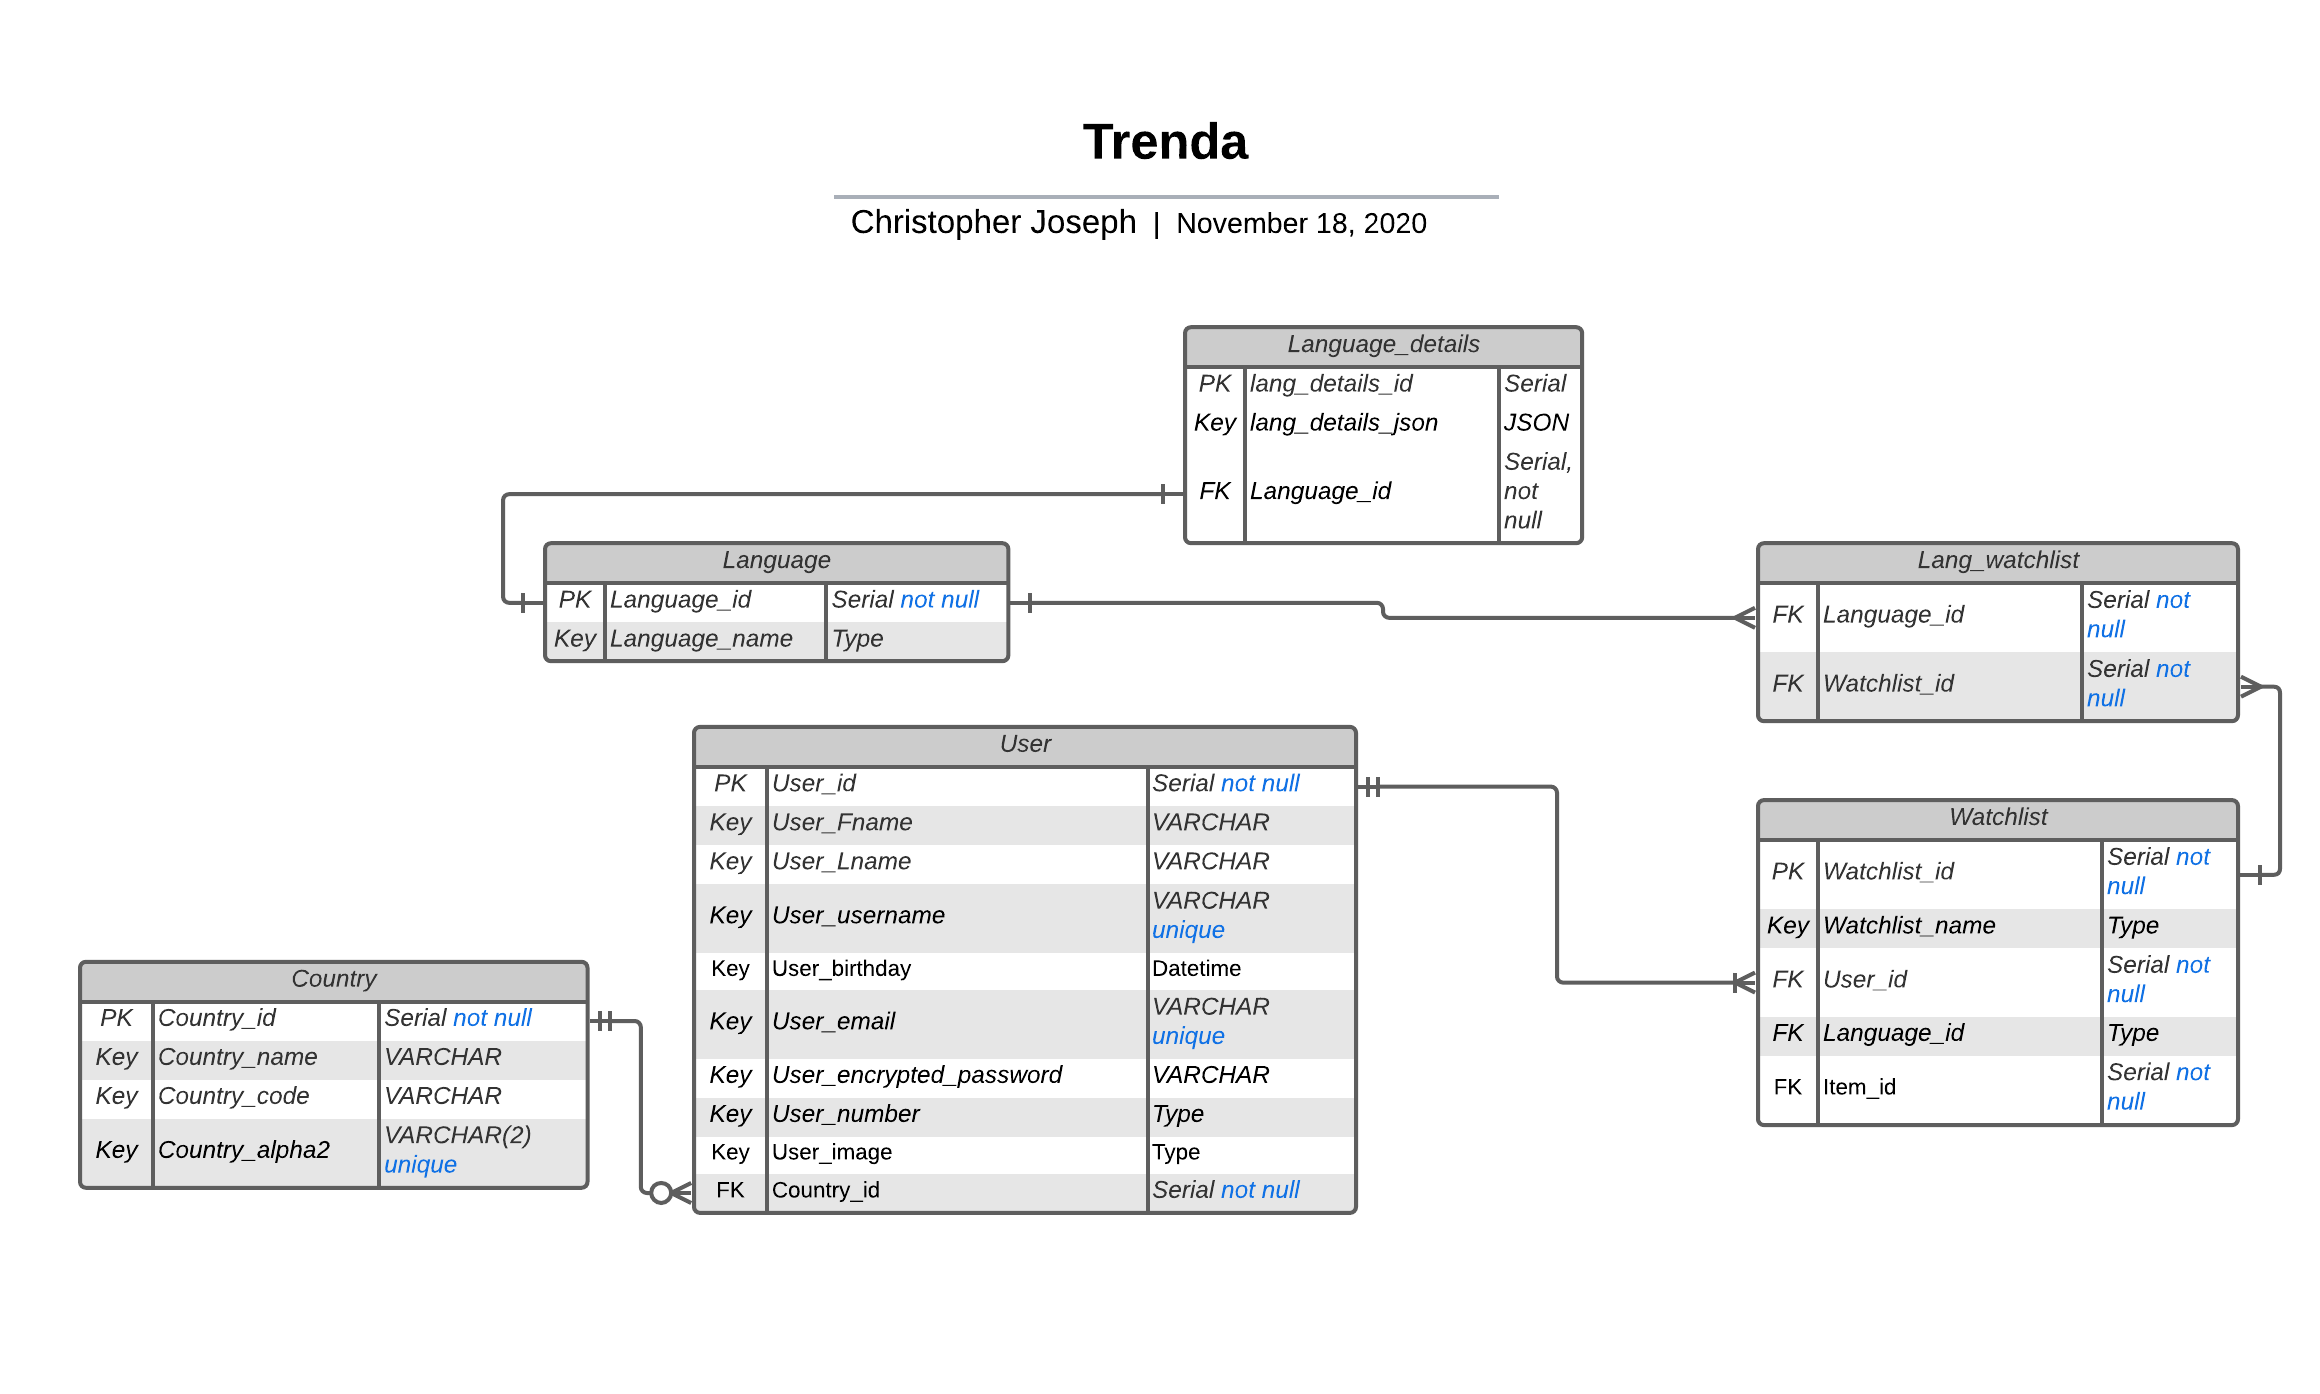 Trenda
Christopher Joseph | November 18, 2020
Language_details
PK lang_details_id Serial
Key lang_details_json JSON
FK Language_id Serial,
not
null
Language
PK Language_id Serial not null
Key Language_name Type
Lang_watchlist
FK Language_id Serial not
null
FK Watchlist_id Serial not
null
User
PK User_id Serial not null
Key User_Fname VARCHAR
Key User_Lname VARCHAR
Key User_username VARCHAR
unique
Key User_birthday Datetime
Key User_email VARCHAR
unique
Key User_encrypted_password VARCHAR
Key User_number Type
Key User_image Type
FK Country_id Serial not null
Watchlist
PK Watchlist_id Serial not
null
Key Watchlist_name Type
FK User_id Serial not
null
FK Language_id Type
FK Item_id Serial not
null
Country
PK Country_id Serial not null
Key Country_name VARCHAR
Key Country_code VARCHAR
Key Country_alpha2 VARCHAR(2)
unique